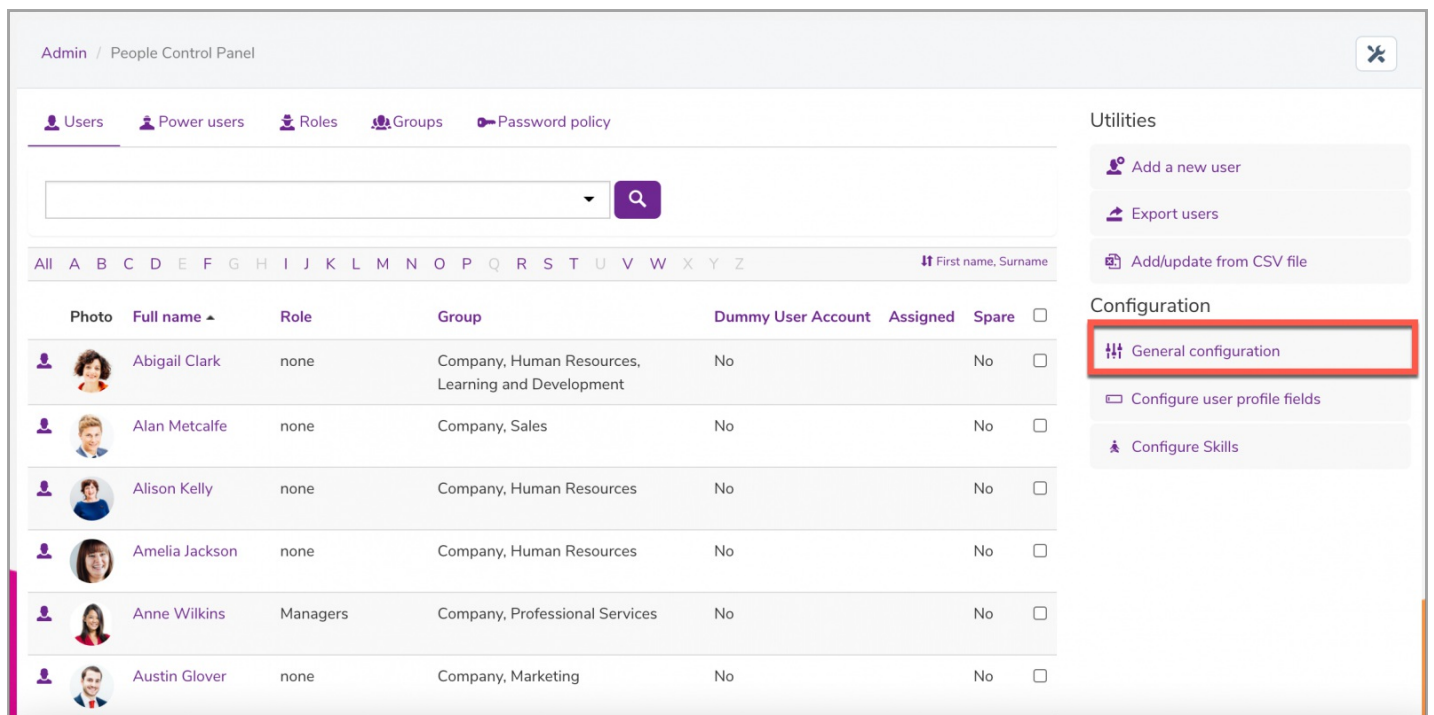 Admin / People Control Panel
Users Power users Roles Groups Password policy
All A B C D E F G H I J K L M N O P Q R S T U V W X Y Z First name, Surname
Photo Full name Role Group Dummy User Account Assigned Spare
Abigail Clark none Company, Human Resources, No No
Learning and Development
Alan Metcalfe none Company, Sales No No
Alison Kelly none Company, Human Resources No No
Amelia Jackson none Company, Human Resources No No
Anne Wilkins Managers Company, Professional Services No No
Austin Glover none Company, Marketing No No
Utilities
Add a new user
Export users
Add/update from CSV file
Configuration
General configuration
Configure user profile fields
Configure Skills